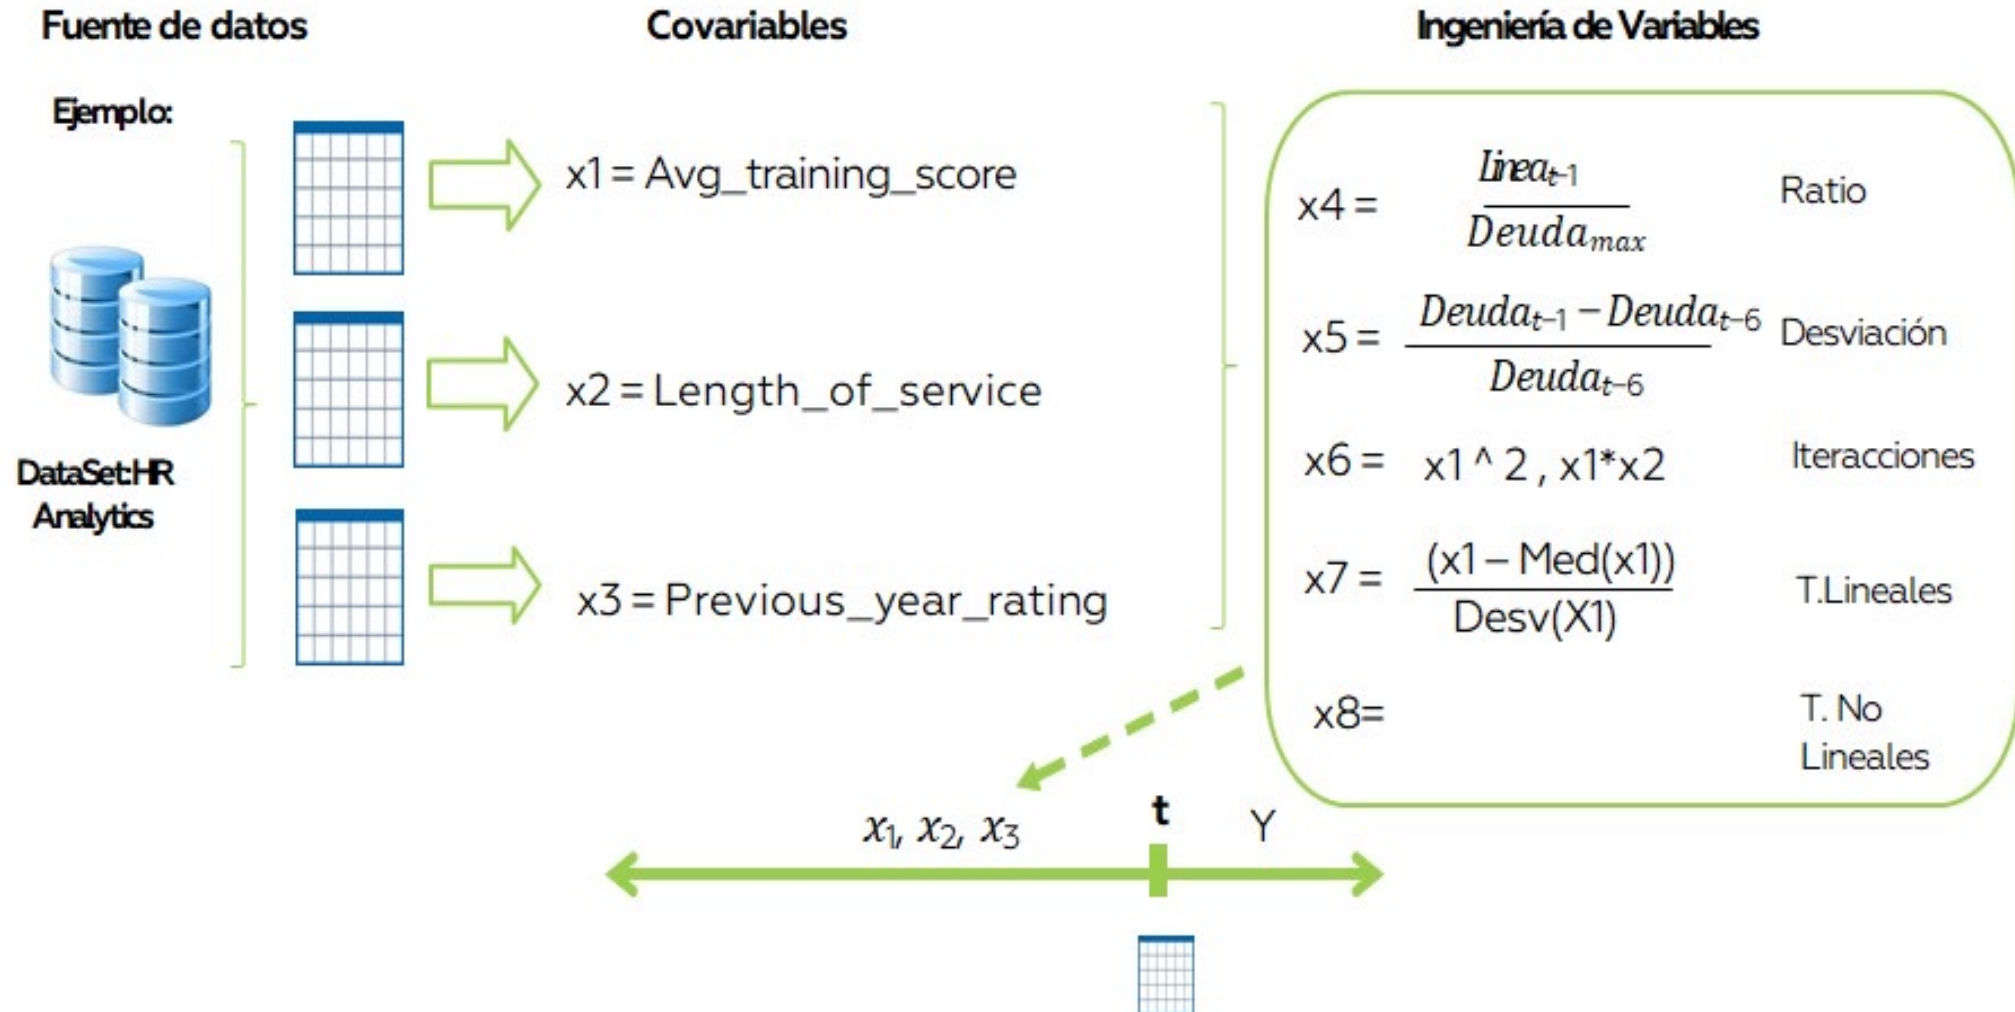 Fuente de datos
Covariables
Ingeniería de Variables
Ejemplo:
DataSet:HR
Analytics
x1 = Avg_training_score
x2 = Length_of_service
x3 = Previous_year_rating
x4 = Linea_{t-1} / Deuda_{max} Ratio
x5 = Deuda_{t-1} – Deuda_{t-6} / Deuda_{t-6} Desviación
x6 = x1 ^ 2 , x1*x2 Iteracciones
x7 = (x1 – Med(x1)) / Desv(X1) T.Lineales
x8= T. No
Lineales
x₁, x₂, x₃ t Y